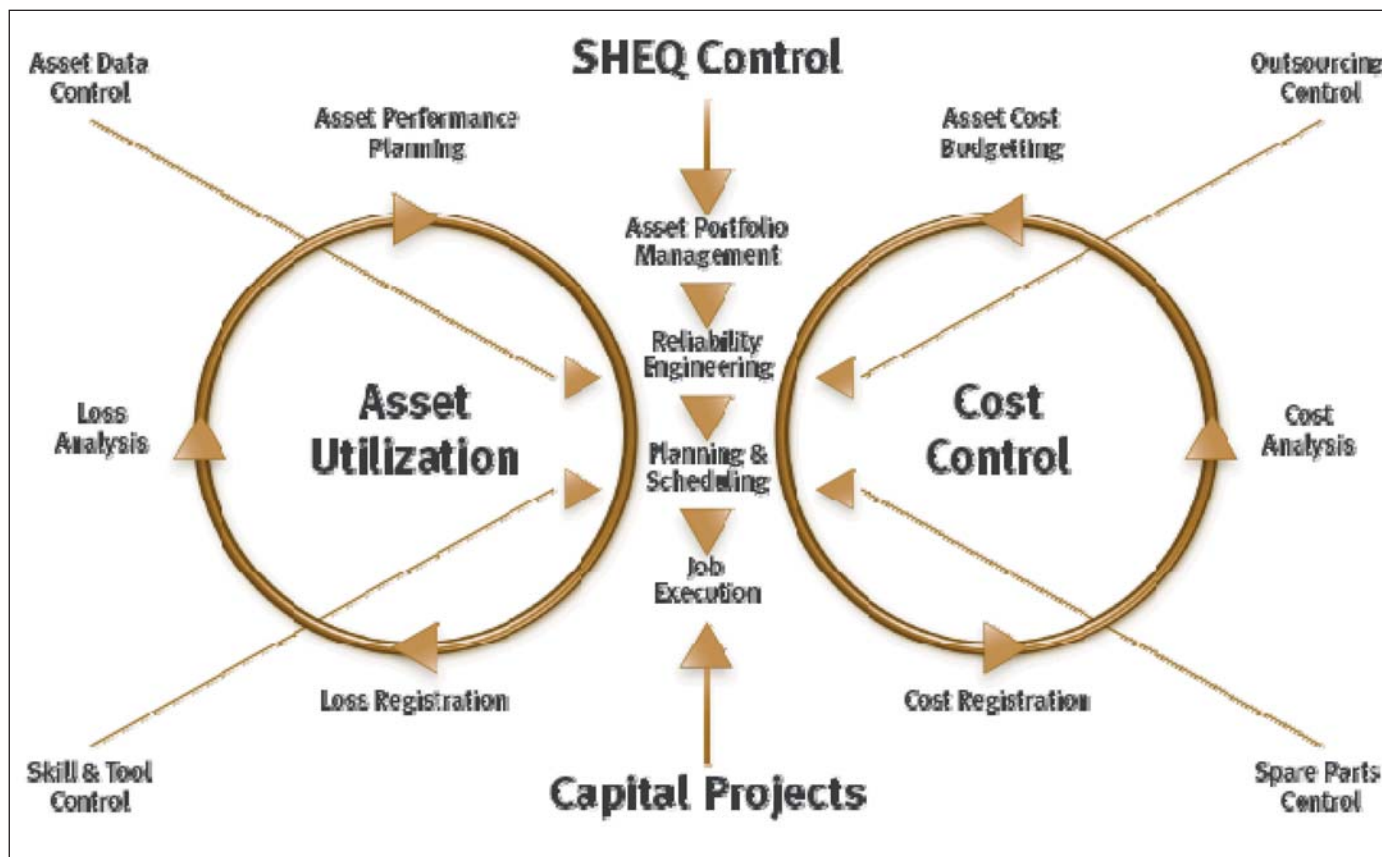 Asset Data
Control
SHEQ Control
Outsourcing
Control
Asset Performance
Planning
Asset Cost
Budgetting
Asset Portfolio
Management
Reliability
Engineering
Loss
Analysis
Asset
Utilization
Planning &
Scheduling
Cost
Control
Cost
Analysis
Job
Execution
Loss Registration
Cost Registration
Skill & Tool
Control
Capital Projects
Spare Parts
Control